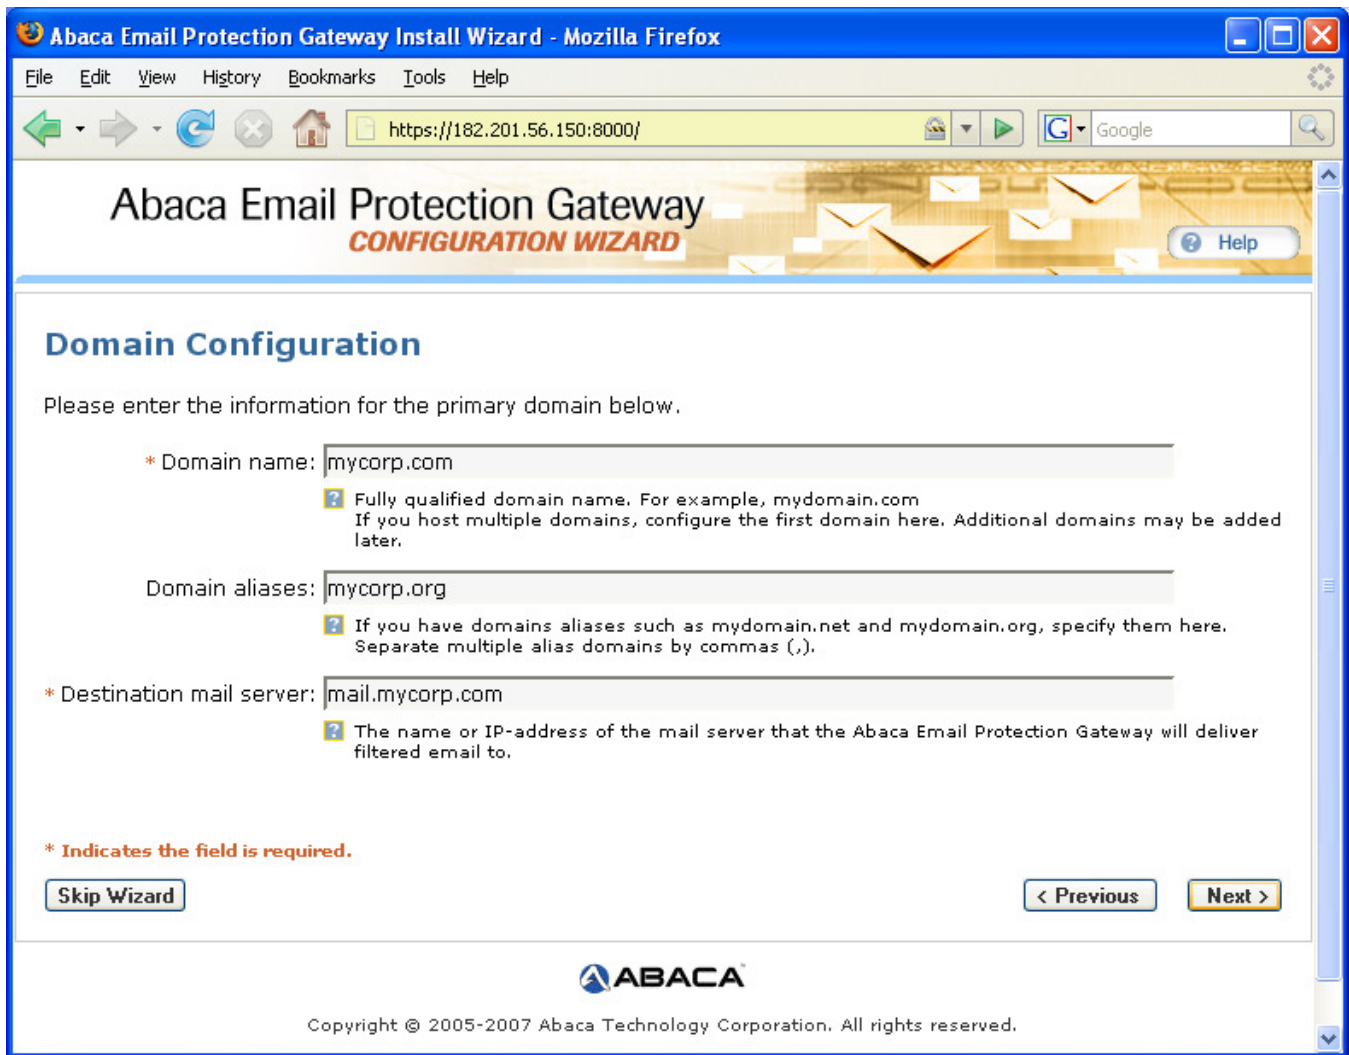 Abaca Email Protection Gateway Install Wizard - Mozilla Firefox
File Edit View History Bookmarks Tools Help
https://182.201.56.150:8000/ G Google
Abaca Email Protection Gateway
CONFIGURATION WIZARD
? Help
Domain Configuration
Please enter the information for the primary domain below.
* Domain name: mycorp.com
? Fully qualified domain name. For example, mydomain.com
If you host multiple domains, configure the first domain here. Additional domains may be added
later.
Domain aliases: mycorp.org
? If you have domains aliases such as mydomain.net and mydomain.org, specify them here.
Separate multiple alias domains by commas (,).
* Destination mail server: mail.mycorp.com
? The name or IP-address of the mail server that the Abaca Email Protection Gateway will deliver
filtered email to.
* Indicates the field is required.
Skip Wizard < Previous Next >
ABACA
Copyright © 2005-2007 Abaca Technology Corporation. All rights reserved.